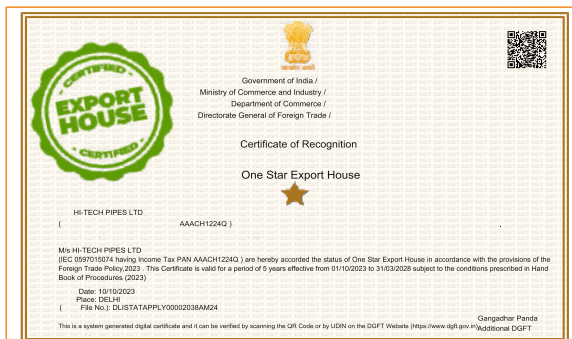 CERTIFIED
EXPORT
HOUSE
CERTIFIED
Government of India /
Ministry of Commerce and Industry /
Department of Commerce /
Directorate General of Foreign Trade /
Certificate of Recognition
One Star Export House
HI-TECH PIPES LTD
( AAACH1224Q )
M/s HI-TECH PIPES LTD
(IEC 0597015074 having Income Tax PAN AAACH1224Q ) are hereby accorded the status of One Star Export House in accordance with the provisions of the
Foreign Trade Policy,2023 . This Certificate is valid for a period of 5 years effective from 01/10/2023 to 31/03/2028 subject to the conditions prescribed in Hand
Book of Procedures (2023)
Date: 10/10/2023
Place: DELHI
( File No.): DLISTATAPPLY00002038AM24
Gangadhar Panda
This is a system generated digital certificate and it can be verified by scanning the QR Code or by UDIN on the DGFT Website (https://www.dgft.gov.in)
Additional DGFT